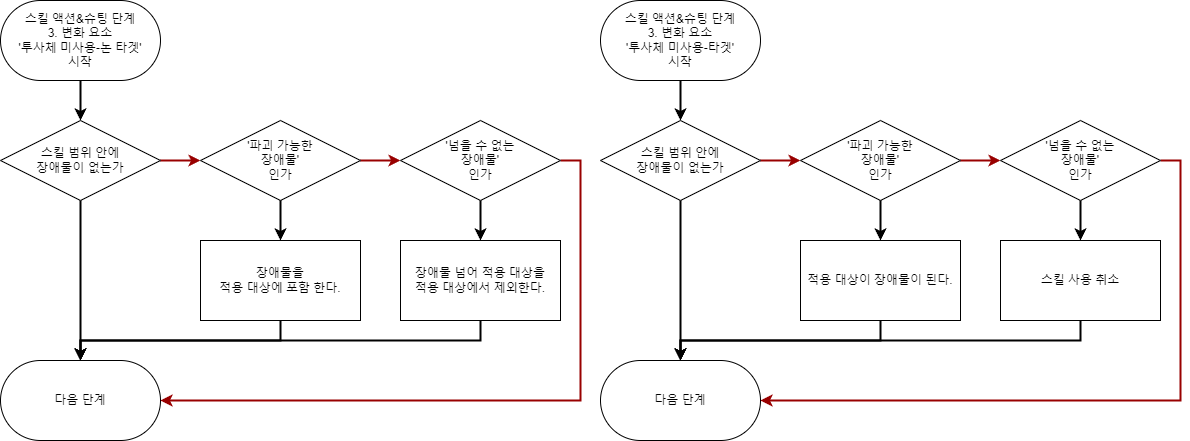 스킬 액션&슈팅 단계
3. 변화 요소
'투사체 미사용-논 타겟'
시작
스킬 범위 안에
장애물이 없는가
'파괴 가능한
장애물'
인가
'넘을 수 없는
장애물'
인가
장애물을
적용 대상에 포함 한다.
장애물 넘어 적용 대상을
적용 대상에서 제외한다.
다음 단계
스킬 액션&슈팅 단계
3. 변화 요소
'투사체 미사용-타겟'
시작
스킬 범위 안에
장애물이 없는가
'파괴 가능한
장애물'
인가
'넘을 수 없는
장애물'
인가
적용 대상이 장애물이 된다.
스킬 사용 취소
다음 단계